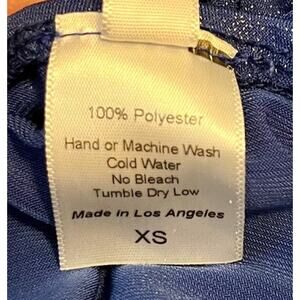 100% Polyester
Hand or Machine Wash
Cold Water
No Bleach
Tumble Dry Low
Made in Los Angeles
XS